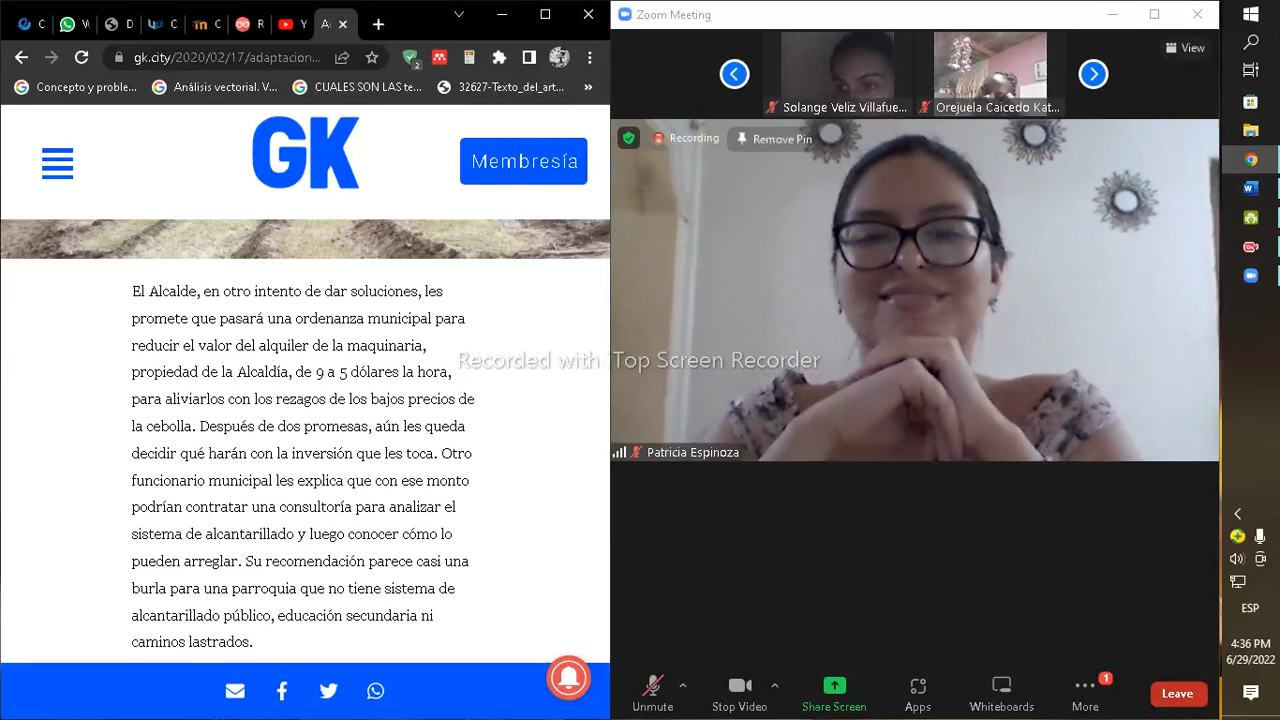 C
V
C
D
C
C
R
Y
A
gk.city/2020/02/17/adaptacion...
2
Concepto y proble...
Análisis vectorial. V...
CUALES SON LAS te...
32627-Texto_del_art...
»
GK
Membresía
El Alcalde, en otro intento de dar soluciones, les
promete que pasará una ordenanza municipal para
reducir el valor del alquiler de la maquinaria,
propiedad de la Alcaldía, de 9 a 5 dólares la hora,
para aliviarlos con los rezagos de los bajos precios de
la cebolla. Después de dos promesas, aún les queda
decidir qué harán con la inversión que les toca. Otro
funcionario municipal les explica que con ese monto
podrían contratar una consultoría para analizar el
sistema de alcantarillado y luego conocer cómo lo
pueden arreglar. Su recomendación parece casi una
burla para una parroquia que no tiene sistema de
alcantarillado público, educación secundaria ni
caminos lastrados.
Zoom Meeting
View
Solange Veliz Villafue...
Orejuela Caicedo Kat...
Recording
Remove Pin
Recorded with iTop Screen Recorder
Patricia Espinoza
Unmute
Stop Video
Share Screen
Apps
Whiteboards
More
1
Leave
ESP
4:36 PM
6/29/2022